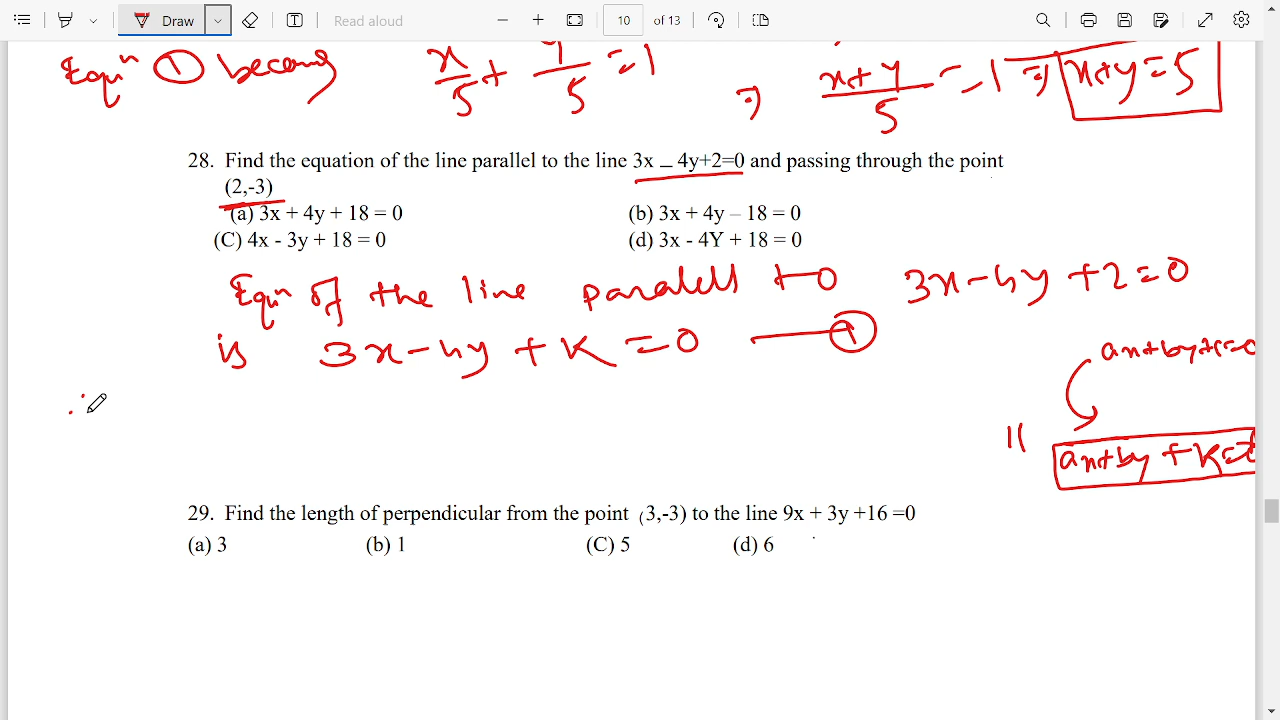 Draw
Read aloud
10 of 13
Equⁿ ① becomes x/5 + y/5 = 1 ⇒ x+y/5 = 1 ⇒ x+y=5
28. Find the equation of the line parallel to the line 3x – 4y+2=0 and passing through the point
(2,-3)
(a) 3x + 4y + 18 = 0 (b) 3x + 4y – 18 = 0
(C) 4x - 3y + 18 = 0 (d) 3x - 4Y + 18 = 0
Equⁿ of the line parallel to 3x-4y+2=0
is 3x-4y+K=0 — ①
ax+by+c=0
∴
|| ax+by+K=0
29. Find the length of perpendicular from the point (3,-3) to the line 9x + 3y +16 =0
(a) 3 (b) 1 (C) 5 (d) 6